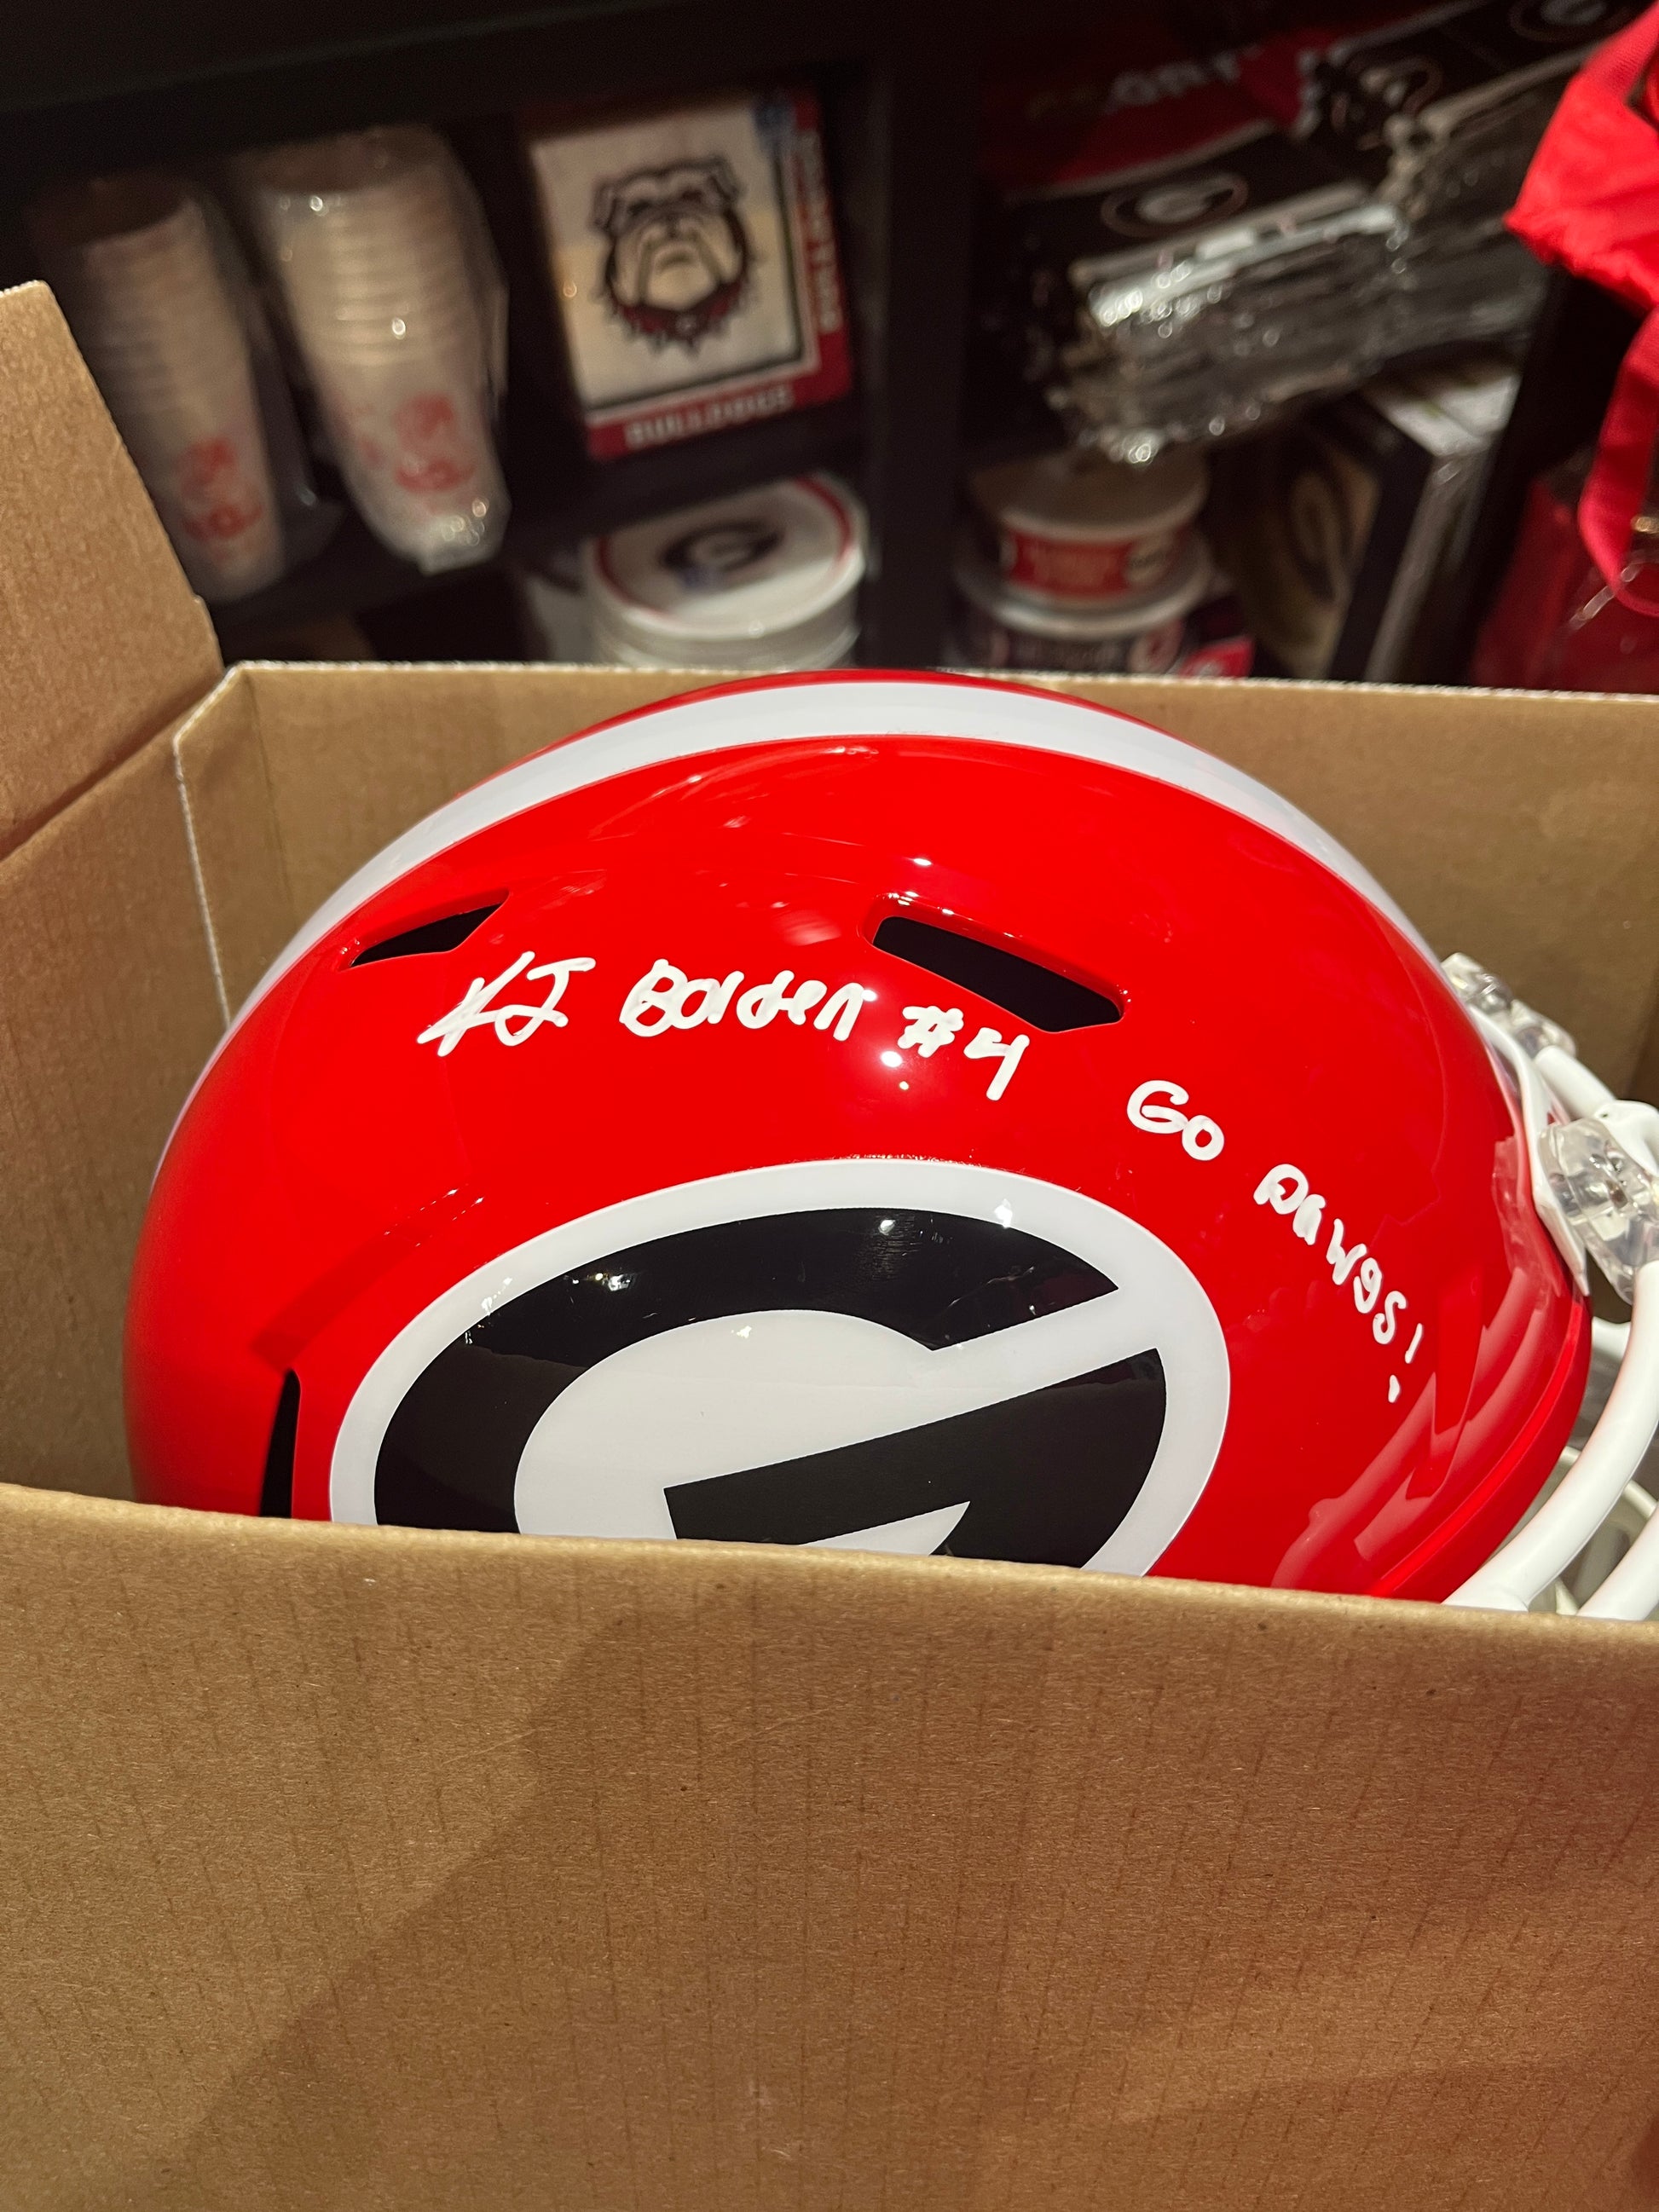 BULLDOGS
KJ Bolden #4 GO DAWGS!
G